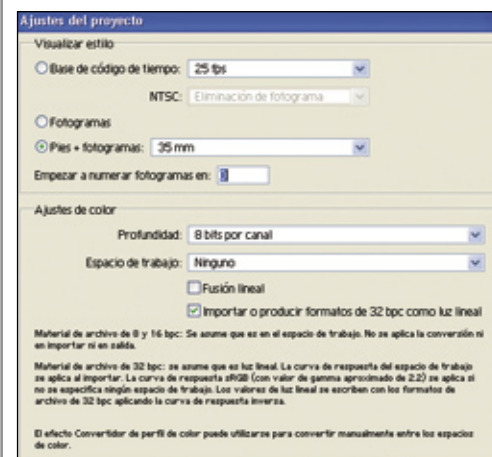 Ajustes del proyecto
Visualizar estilo
Base de código de tiempo: 25 fps
NTSC: Eliminación de fotograma
Fotogramas
Pies + fotogramas: 35 mm
Empezar a numerar fotogramas en:
Ajustes de color
Profundidad: 8 bits por canal
Espacio de trabajo: Ninguno
Fusión lineal
Importar o producir formatos de 32 bpc como luz lineal
Material de archivo de 8 y 16 bpc: Se asume que es en el espacio de trabajo. No se aplica la conversión ni
en importar ni en salida.
Material de archivo de 32 bpc: se asume que es luz lineal. La curva de respuesta del espacio de trabajo
se aplica al importar. La curva de respuesta sRGB (con valor de gamma aproximado de 2.2) se aplica si
no se especifica ningún espacio de trabajo. Los valores de luz lineal se escriben con los formatos de
archivo de 32 bpc aplicando la curva de respuesta inversa.
El efecto Convertidor de perfil de color puede utilizarse para convertir manualmente entre los espacios
de color.